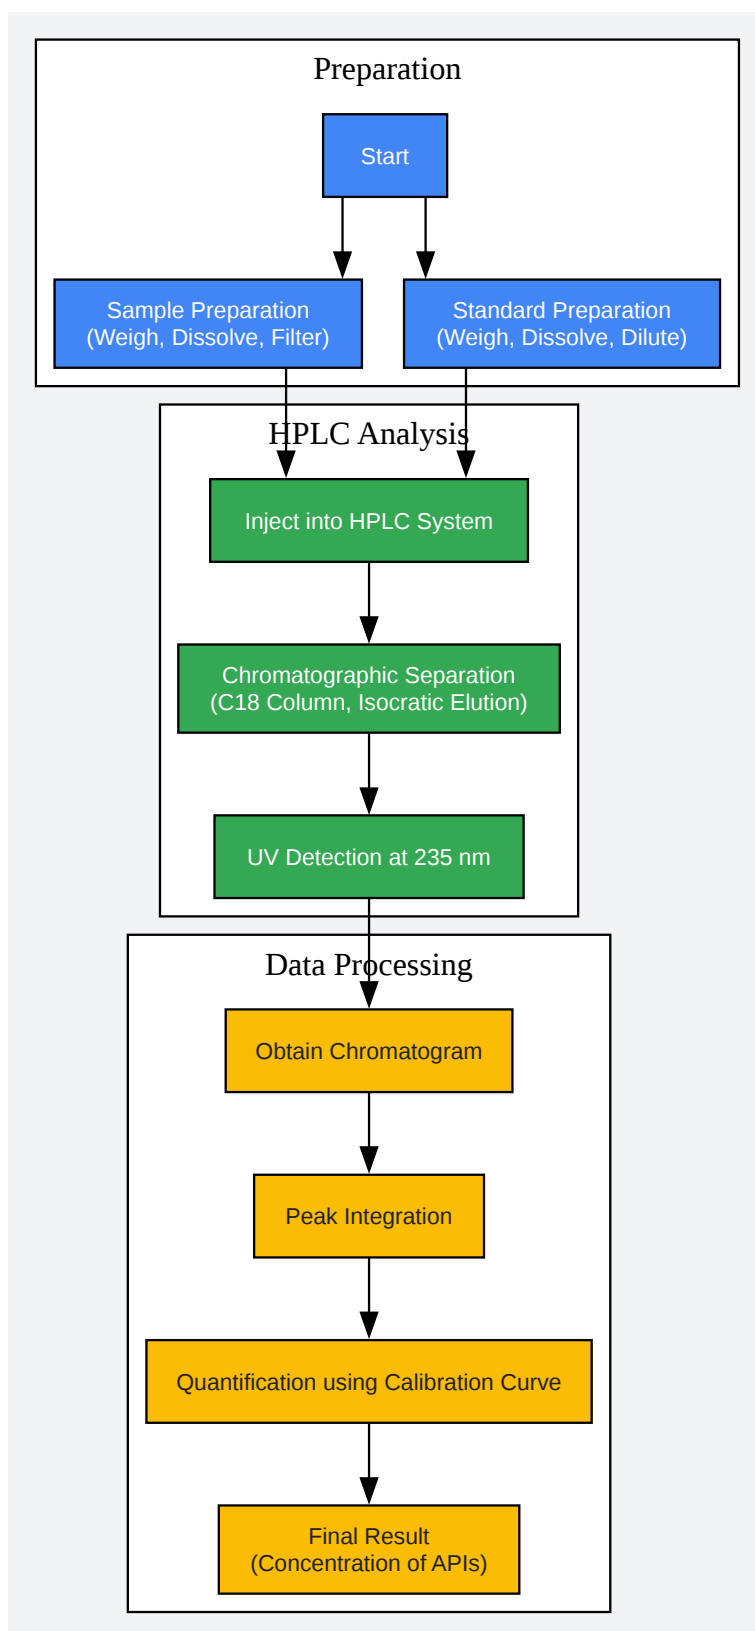 Preparation
Start
Sample Preparation
(Weigh, Dissolve, Filter)
Standard Preparation
(Weigh, Dissolve, Dilute)
HPLC Analysis
Inject into HPLC System
Chromatographic Separation
(C18 Column, Isocratic Elution)
UV Detection at 235 nm
Data Processing
Obtain Chromatogram
Peak Integration
Quantification using Calibration Curve
Final Result
(Concentration of APIs)